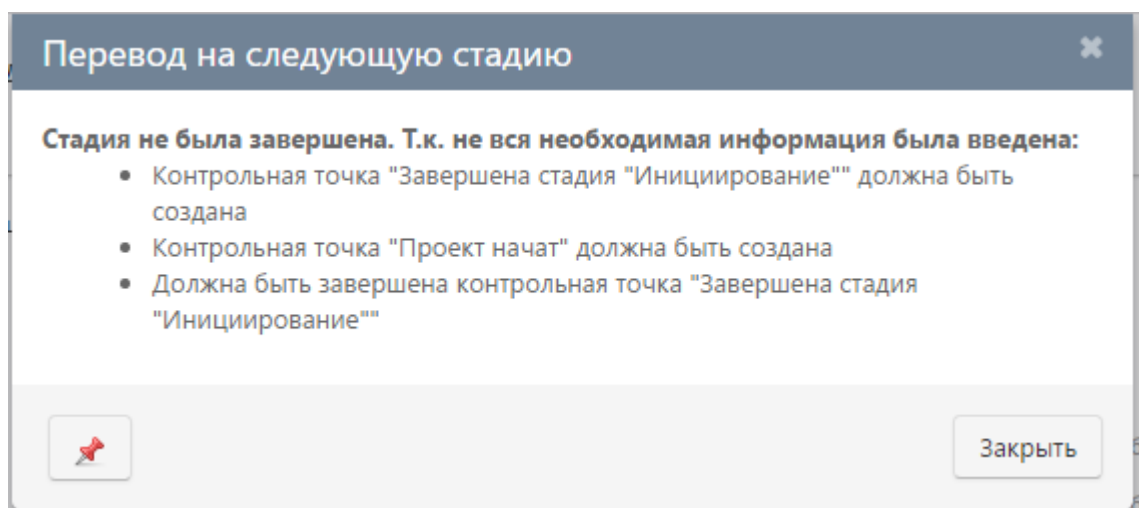 Перевод на следующую стадию
Стадия не была завершена. Т.к. не вся необходимая информация была введена:
Контрольная точка "Завершена стадия "Инициирование"" должна быть
создана
Контрольная точка "Проект начат" должна быть создана
Должна быть завершена контрольная точка "Завершена стадия
"Инициирование""
Закрыть